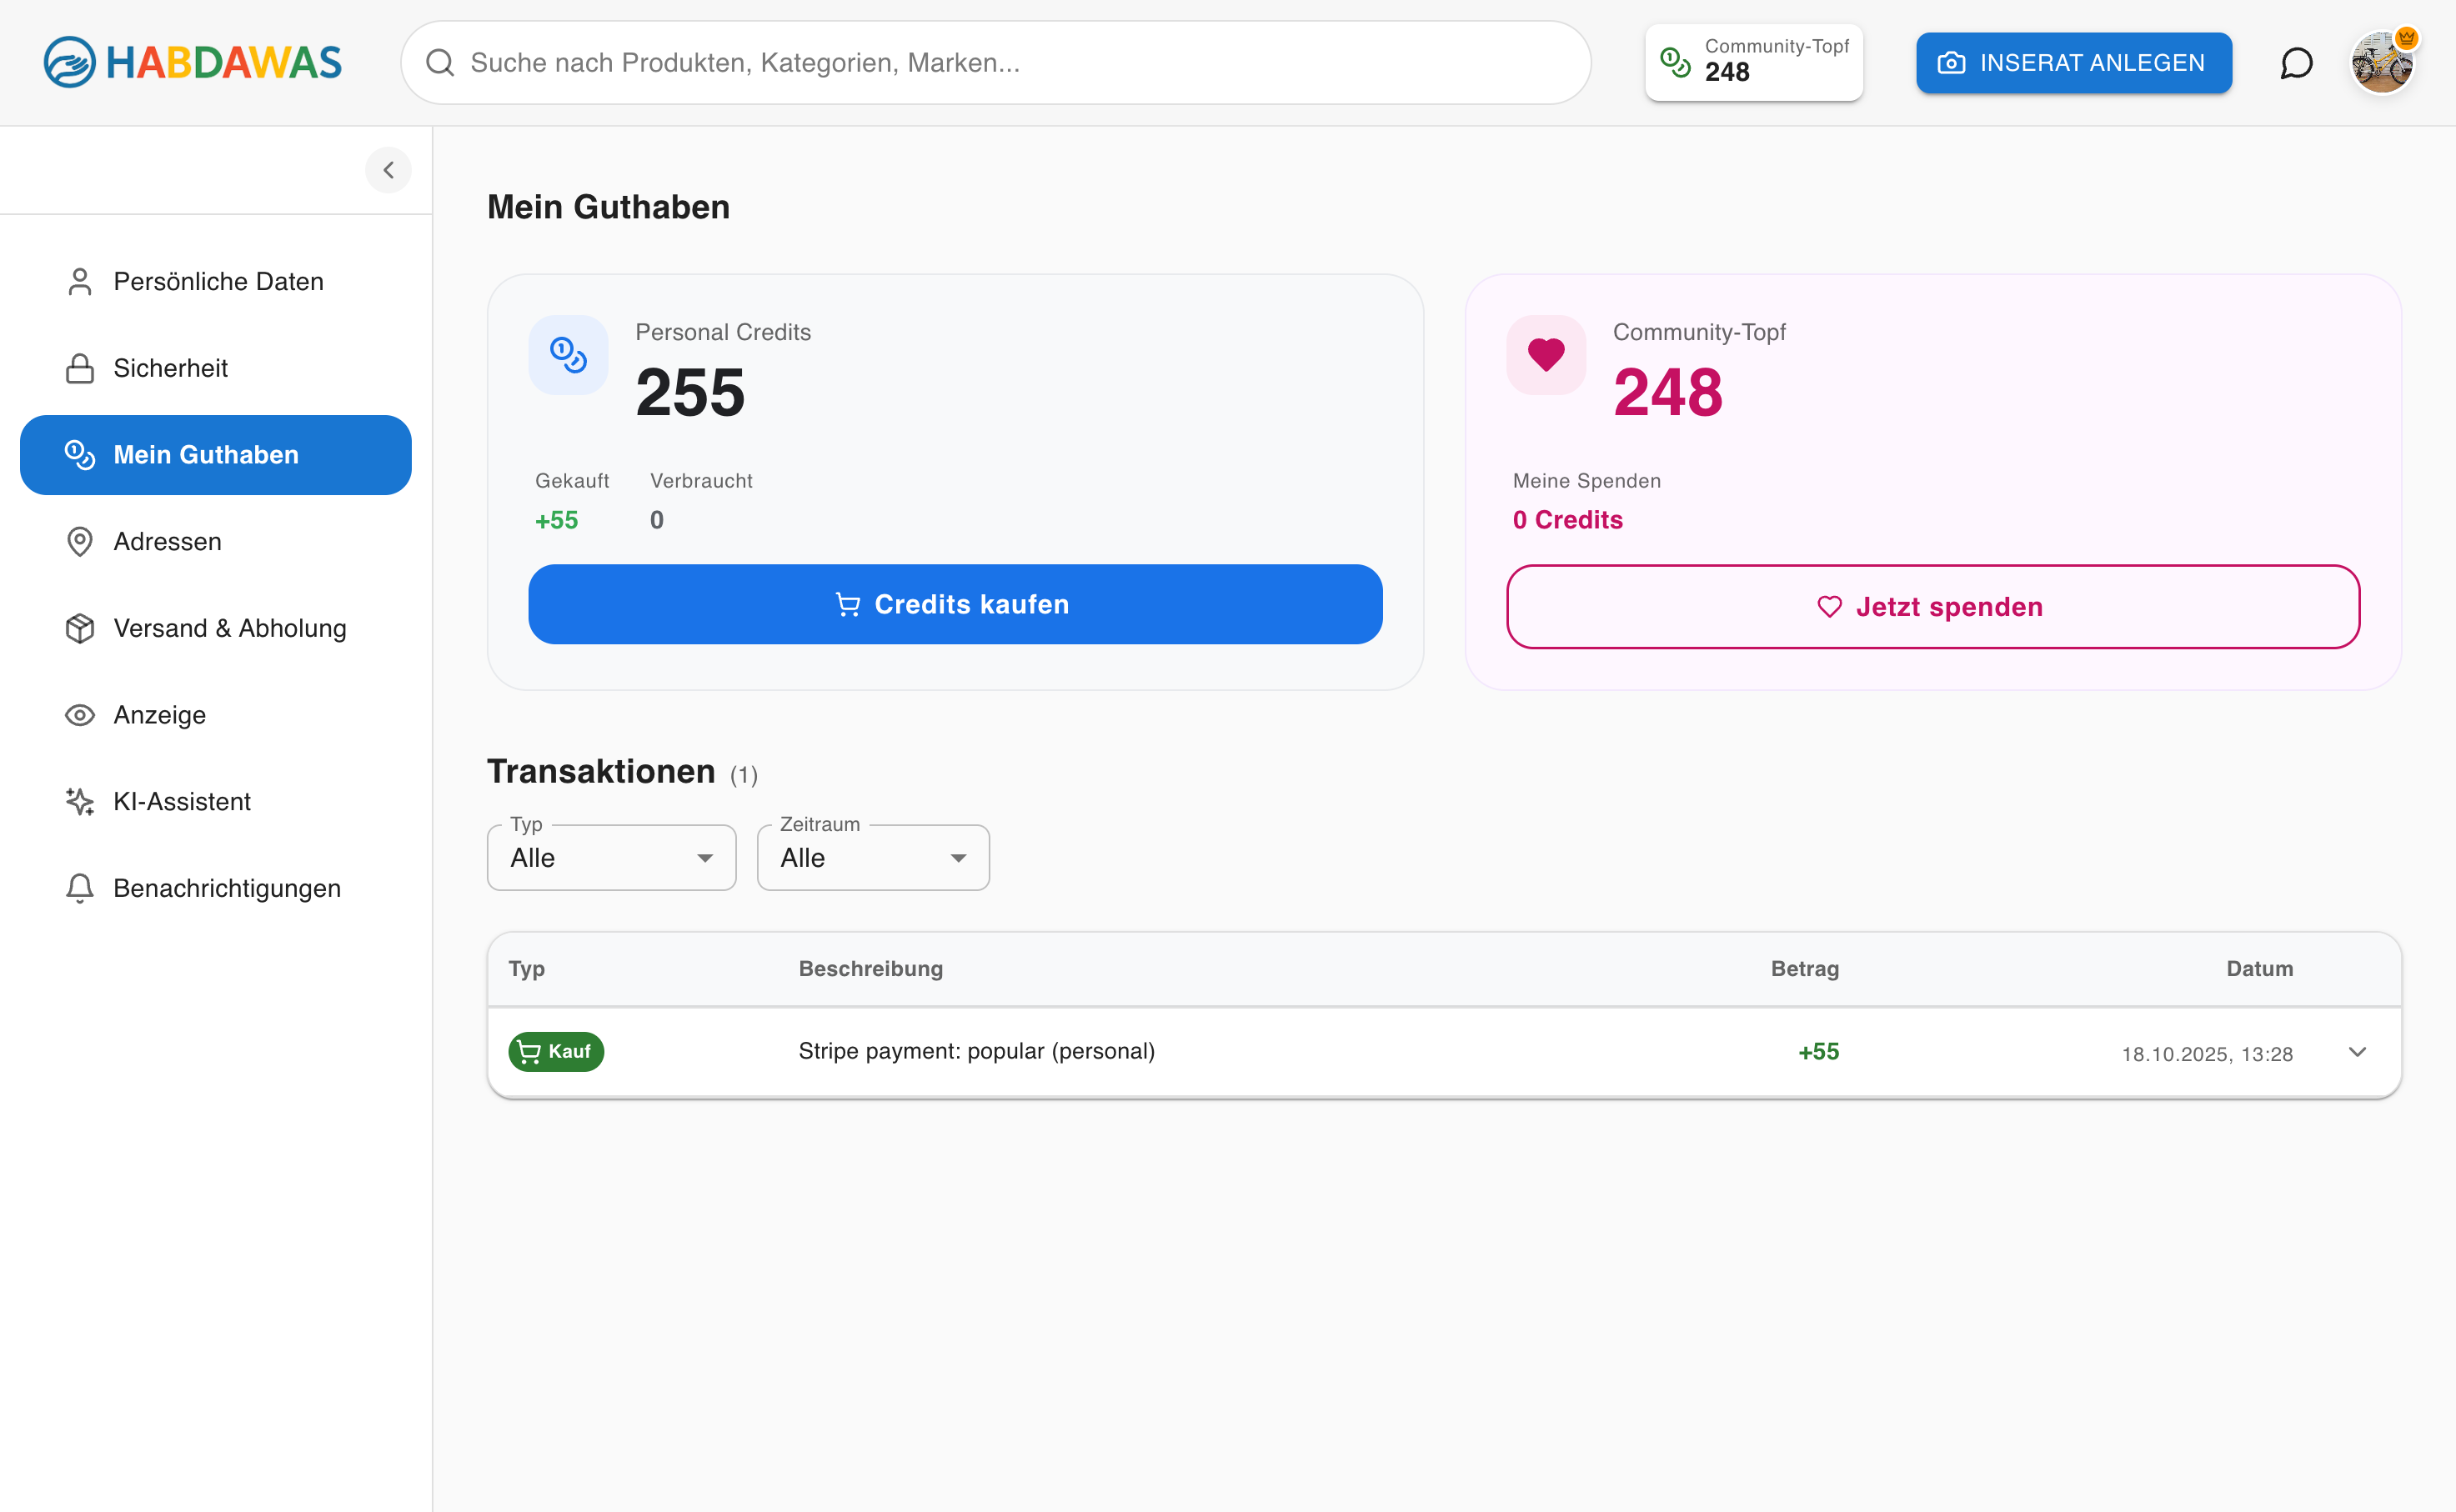 HABDAWAS
Suche nach Produkten, Kategorien, Marken...
Community-Topf
248
INSERAT ANLEGEN
Persönliche Daten
Sicherheit
Mein Guthaben
Adressen
Versand & Abholung
Anzeige
KI-Assistent
Benachrichtigungen
Mein Guthaben
Personal Credits
255
Gekauft Verbraucht
+55 0
Credits kaufen
Community-Topf
248
Meine Spenden
0 Credits
Jetzt spenden
Transaktionen (1)
Typ Zeitraum
Alle Alle
Typ Beschreibung Betrag Datum
Kauf Stripe payment: popular (personal) +55 18.10.2025, 13:28